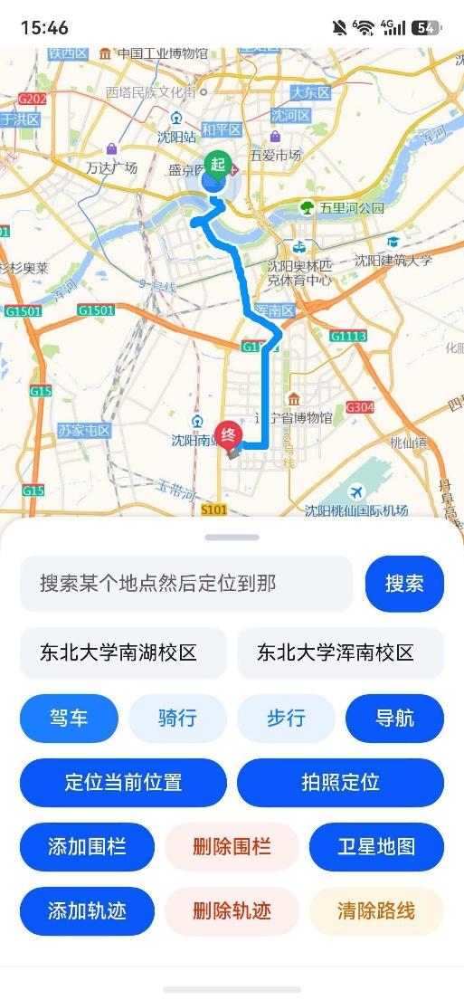 15:46
6
4G
54
铁西区
中国工业博物馆
G202
西塔民族文化街
大东区
于洪区
沈阳站
和平区
沈河区
浑河
万达广场
五爱市场
起
五里河公园
沈阳建筑大学
杉杉奥莱
沈阳奥林匹
克体育中心
浑河
9号线
G1501
G1501
浑南区
G1113
G15
辽宁省博物馆
G304
苏家屯区
沈阳南站
终
2号线
桃仙镇
G15
玉带河
S101
沈阳桃仙国际机场
丹阜高
搜索某个地点然后定位到那
搜索
东北大学南湖校区
东北大学浑南校区
驾车
骑行
步行
导航
定位当前位置
拍照定位
添加围栏
删除围栏
卫星地图
添加轨迹
删除轨迹
清除路线